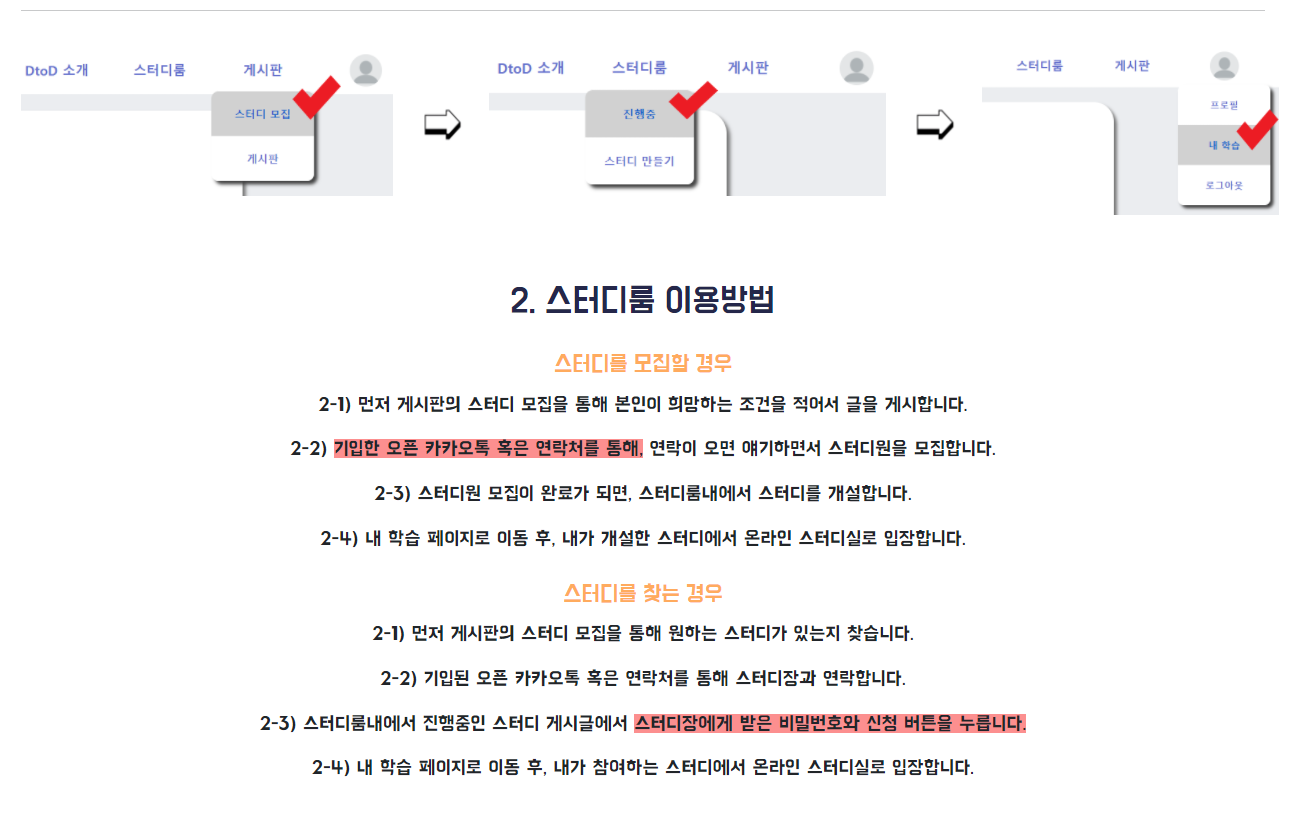 DtoD 소개 스터디룸 게시판
스터디 모집
게시판
DtoD 소개 스터디룸 게시판
진행중
스터디 만들기
스터디룸 게시판
프로필
내 학습
로그아웃
2. 스터디룸 이용방법
스터디를 모집할 경우
2-1) 먼저 게시판의 스터디 모집을 통해 본인이 희망하는 조건을 적어서 글을 게시합니다.
2-2) 기입한 오픈 카카오톡 혹은 연락처를 통해, 연락이 오면 얘기하면서 스터디원을 모집합니다.
2-3) 스터디원 모집이 완료가 되면, 스터디룸내에서 스터디를 개설합니다.
2-4) 내 학습 페이지로 이동 후, 내가 개설한 스터디에서 온라인 스터디실로 입장합니다.
스터디를 찾는 경우
2-1) 먼저 게시판의 스터디 모집을 통해 원하는 스터디가 있는지 찾습니다.
2-2) 기입된 오픈 카카오톡 혹은 연락처를 통해 스터디장과 연락합니다.
2-3) 스터디룸내에서 진행중인 스터디 게시글에서 스터디장에게 받은 비밀번호와 신청 버튼을 누릅니다.
2-4) 내 학습 페이지로 이동 후, 내가 참여하는 스터디에서 온라인 스터디실로 입장합니다.